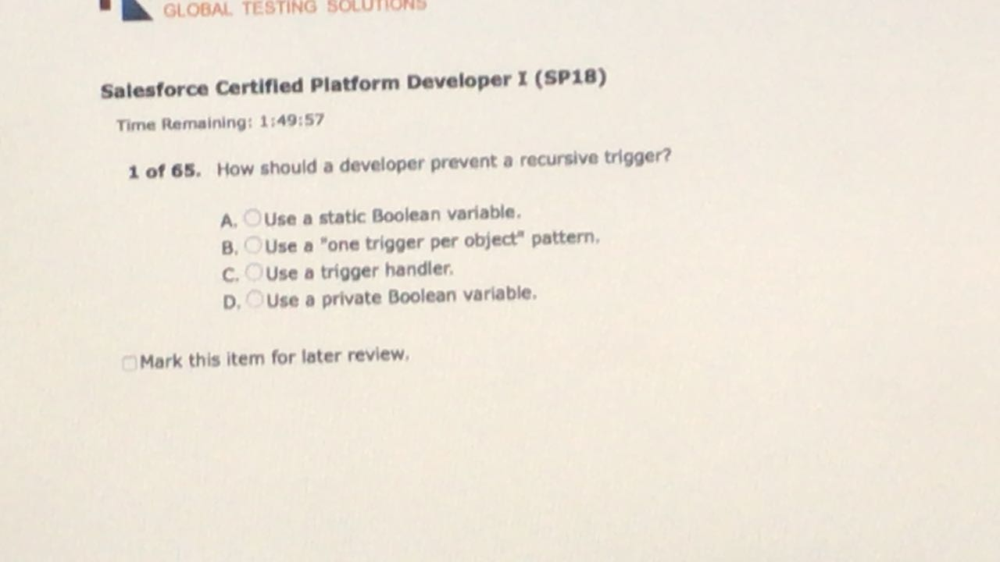 GLOBAL TESTING SOLUTIONS
Salesforce Certified Platform Developer I (SP18)
Time Remaining: 1:49:57
1 of 65. How should a developer prevent a recursive trigger?
A. Use a static Boolean variable.
B. Use a "one trigger per object" pattern.
C. Use a trigger handler.
D. Use a private Boolean variable.
Mark this item for later review.